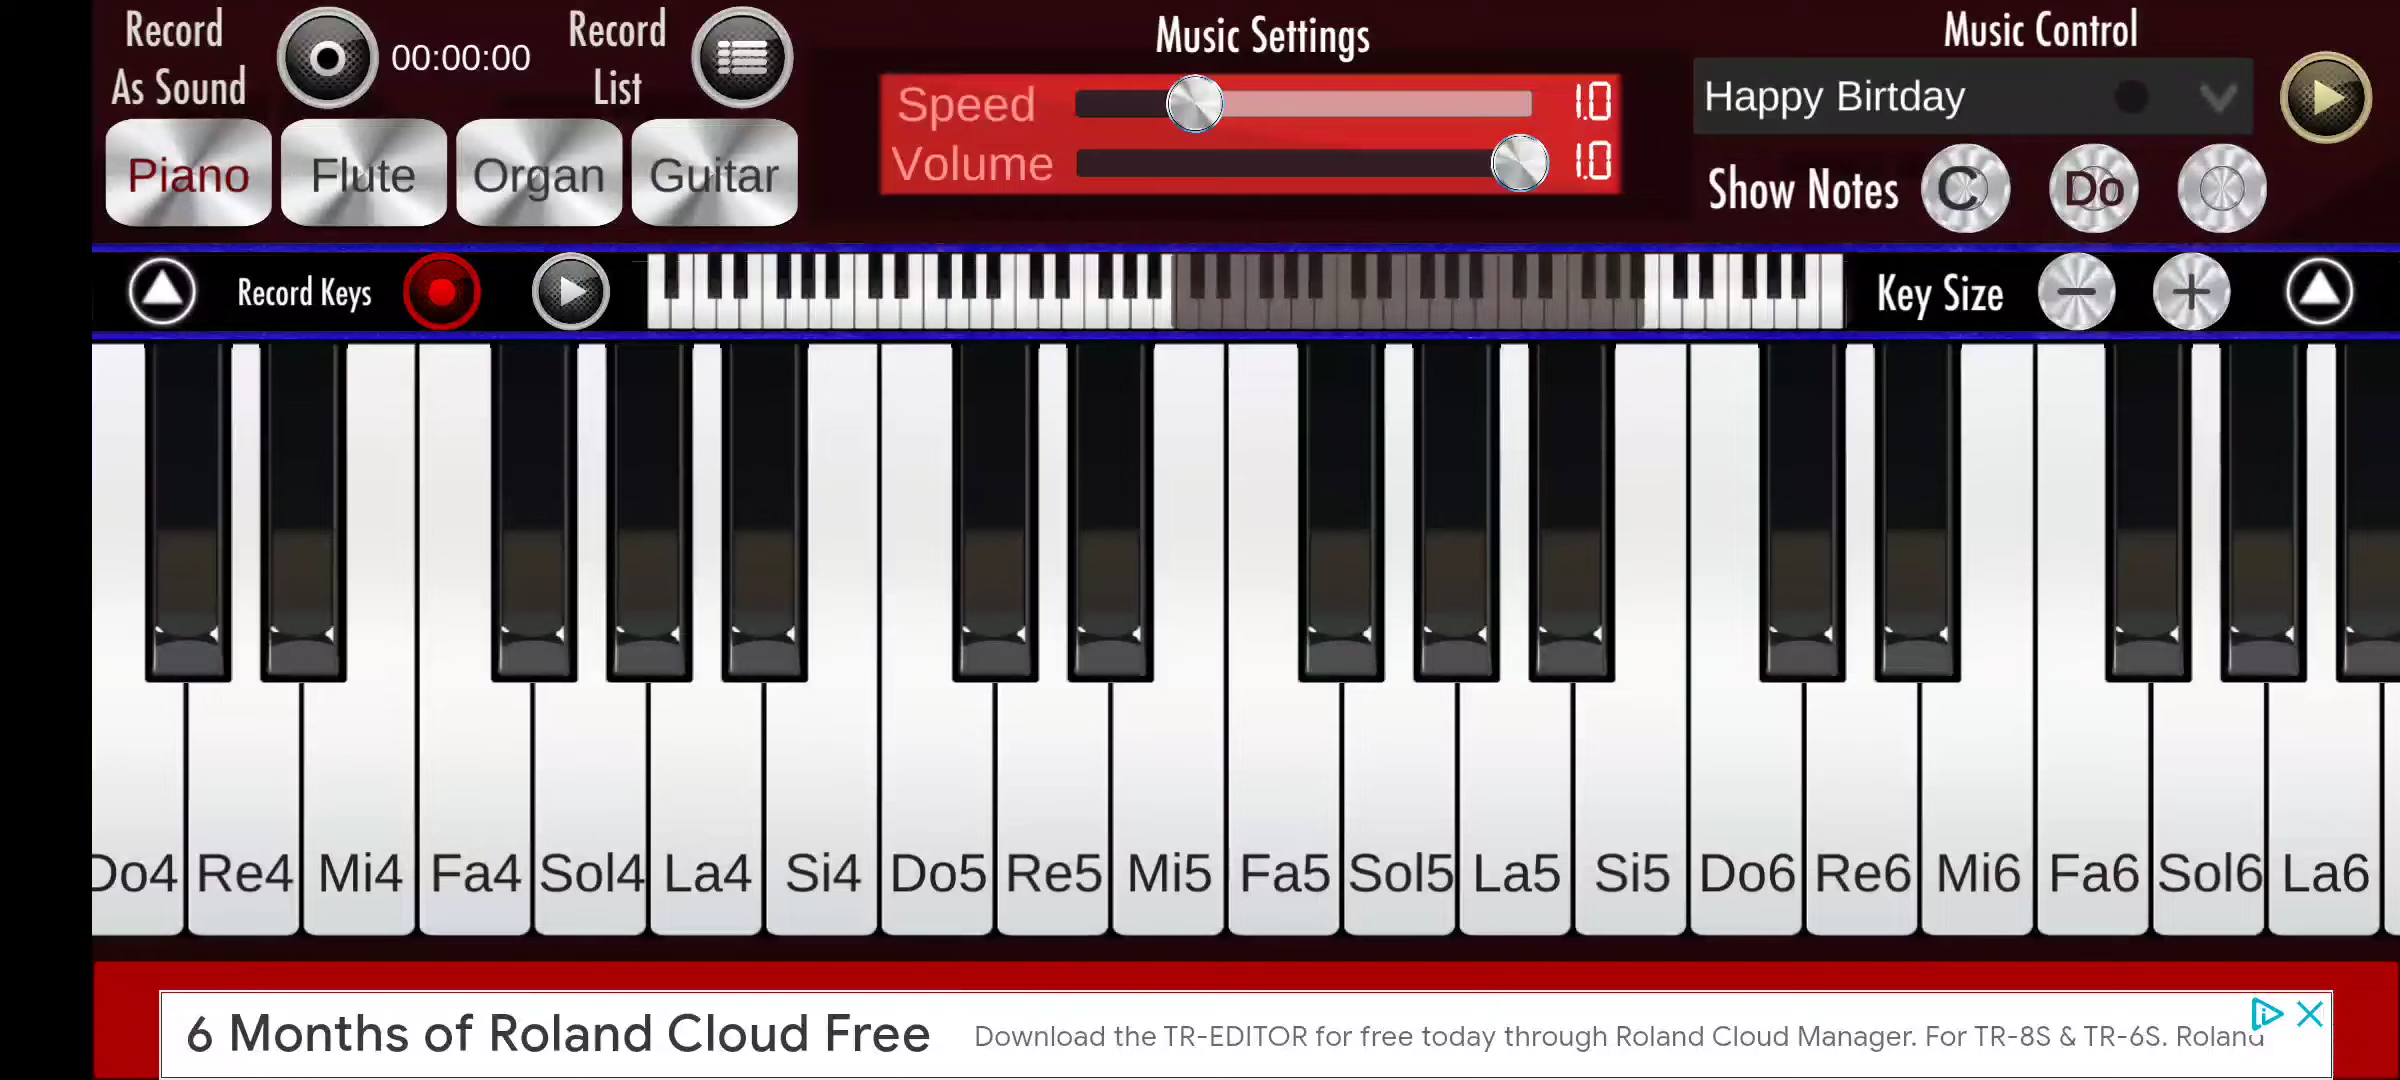 Record As Sound
00:00:00
Record List
Music Settings
Music Control
Speed 1.0
Volume 1.0
Happy Birtday
Piano Flute Organ Guitar
Show Notes C Do
Record Keys
Key Size
Do4 Re4 Mi4 Fa4 Sol4 La4 Si4 Do5 Re5 Mi5 Fa5 Sol5 La5 Si5 Do6 Re6 Mi6 Fa6 Sol6 La6
6 Months of Roland Cloud Free
Download the TR-EDITOR for free today through Roland Cloud Manager. For TR-8S & TR-6S. Roland